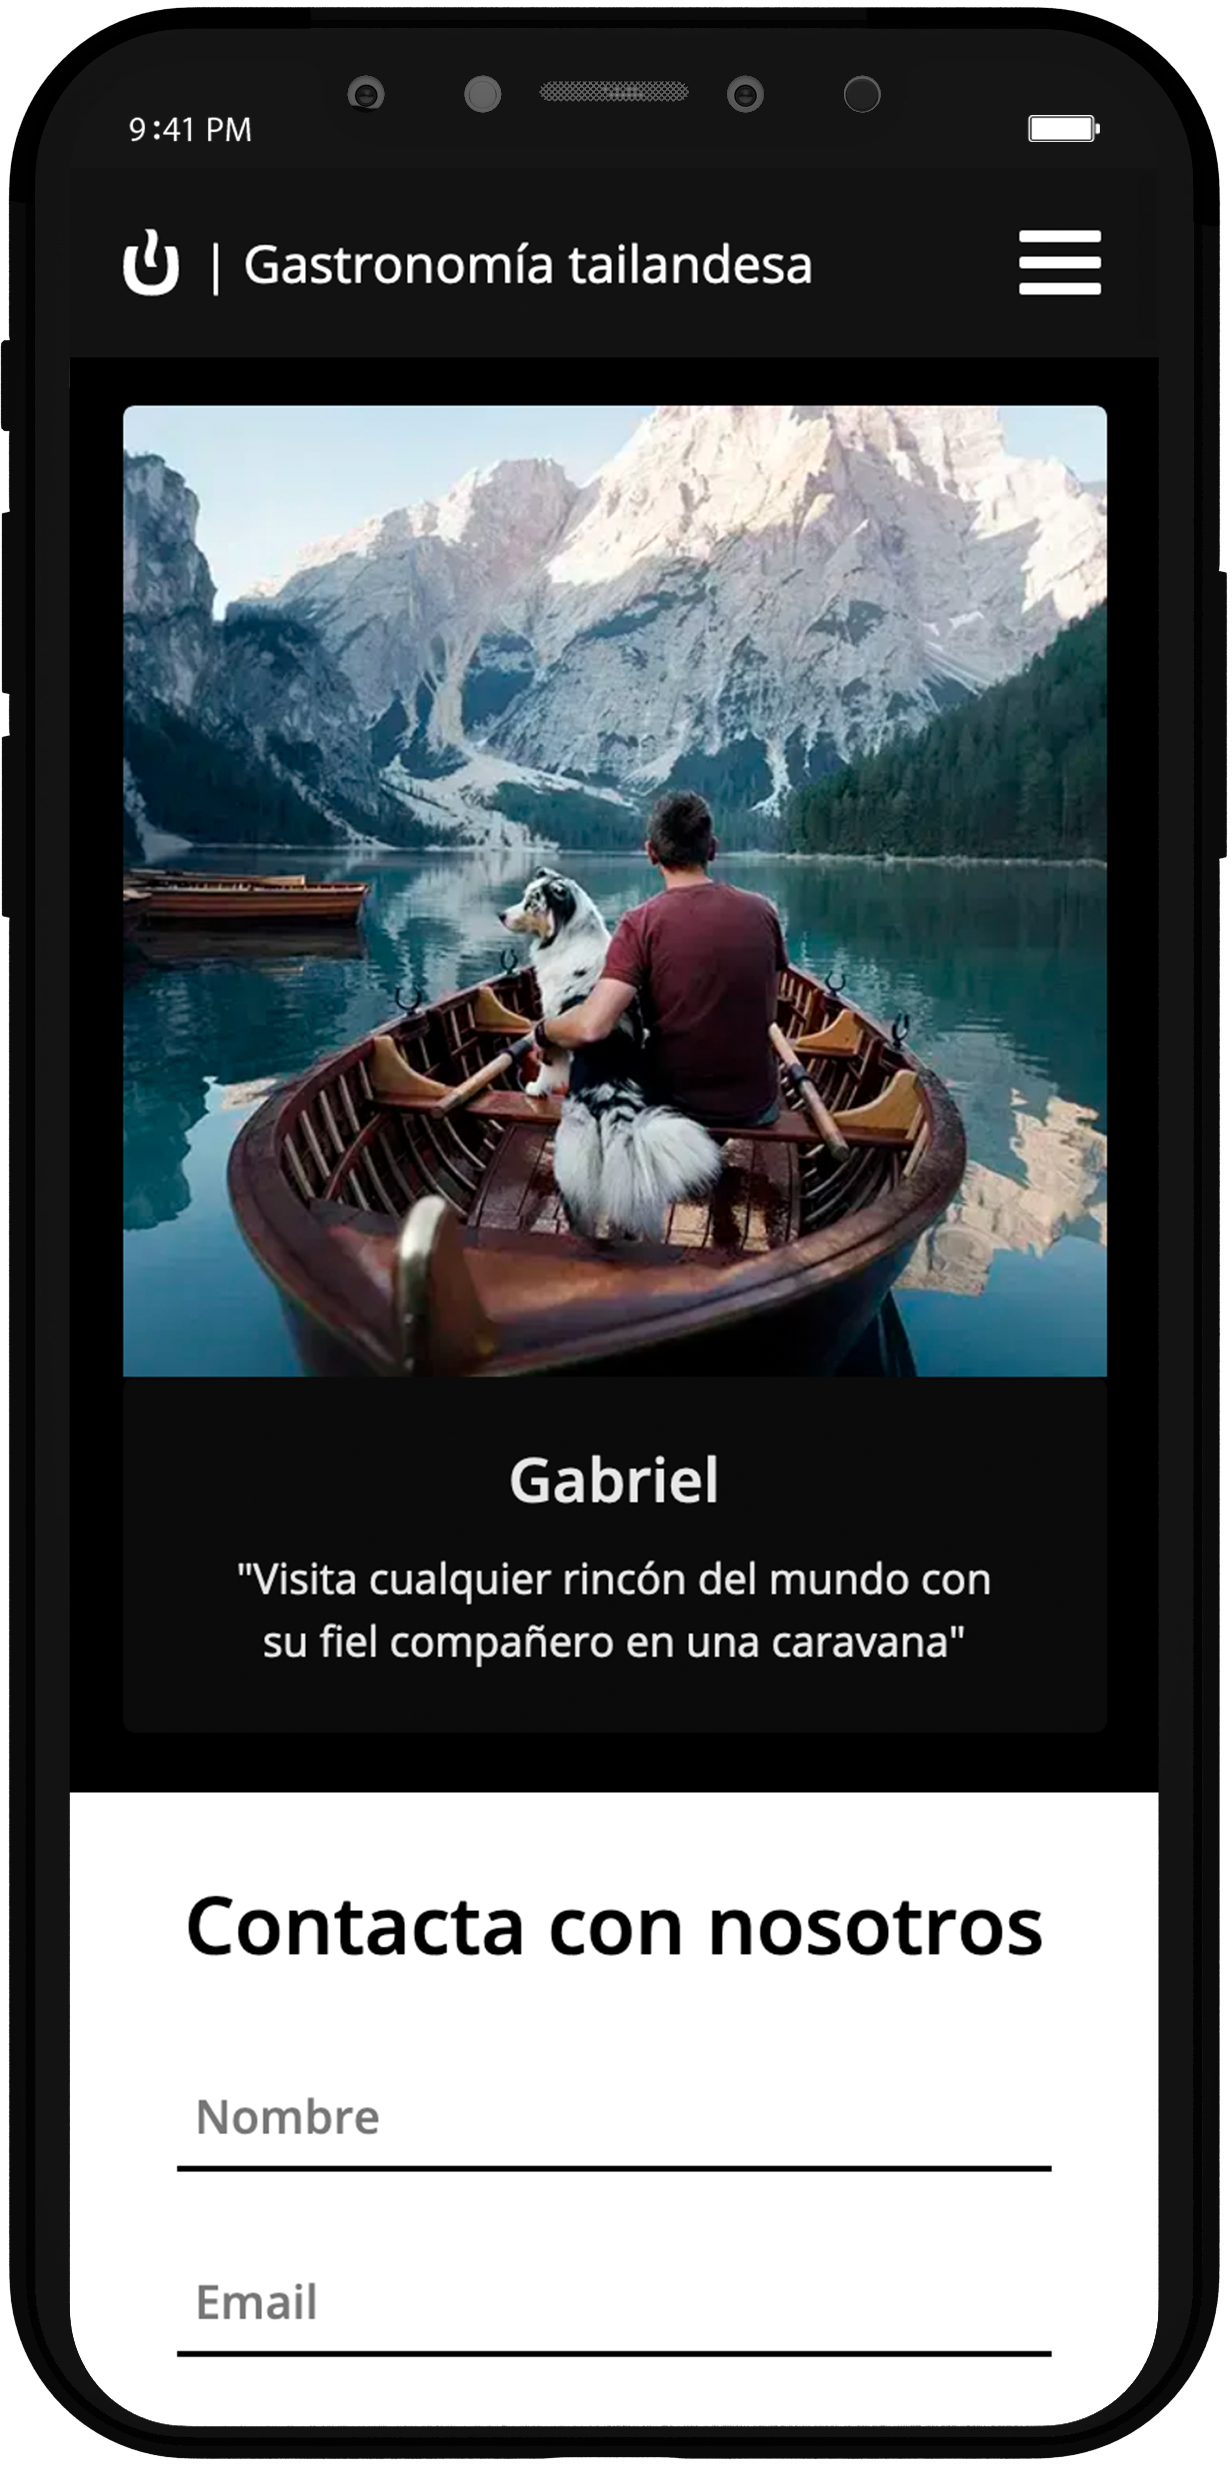 9:41 PM
| Gastronomía tailandesa
Gabriel
"Visita cualquier rincón del mundo con
su fiel compañero en una caravana"
Contacta con nosotros
Nombre
Email